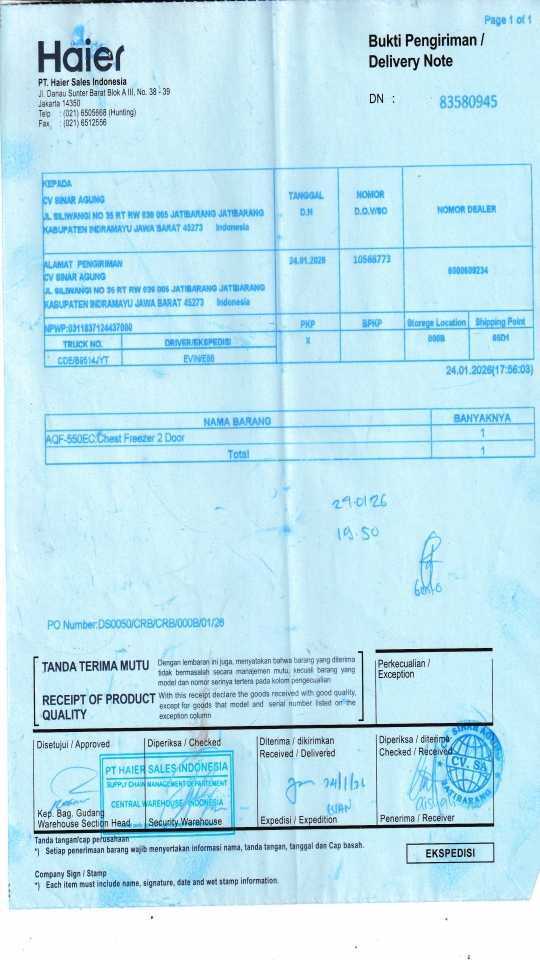 Page 1 of 1
Haier
Bukti Pengiriman /
Delivery Note
PT. Haier Sales Indonesia
Jl. Danau Sunter Barat Blok A III, No. 38 - 39
Jakarta 14350
Telp : (021) 6505668 (Hunting)
Fax : (021) 6512556
DN : 83580945
KEPADA
CV SINAR AGUNG
JL SILIWANGI NO 35 RT RW 039 005 JATIBARANG JATIBARANG
KABUPATEN INDRAMAYU JAWA BARAT 45273 Indonesia
TANGGAL
D.N
NOMOR
D.O.V/SO
NOMOR DEALER
ALAMAT PENGIRIMAN
CV SINAR AGUNG
JL SILIWANGI NO 35 RT RW 039 005 JATIBARANG JATIBARANG
KABUPATEN INDRAMAYU JAWA BARAT 45273 Indonesia
24.01.2026
10568773
6000609234
NPWP:0311837124437000
PKP
BPKP
Storege Location
Shipping Point
TRUCK NO.
DRIVER/EKSPEDISI
X
000B
65D1
CDE/B9514JYT
EVIN/E86
24.01.2026(17:56:03)
NAMA BARANG
BANYAKNYA
AQF-550EC:Chest Freezer 2 Door
1
Total
1
29.01.26
19.50
PO Number:DS0050/CRB/CRB/000B/01/26
TANDA TERIMA MUTU
Dengan lembaran ini juga, menyatakan bahwa barang yang diterima
tidak bermasalah secara manajemen mutu, kecuali barang yang
model dan nomor serinya tertera pada kolom pengecualian
RECEIPT OF PRODUCT
QUALITY
With this receipt declare the goods received with good quality,
except for goods that model and serial number listed on the
exception column
Perkecualian /
Exception
Disetujui / Approved
Diperiksa / Checked
Diterima / dikirimkan
Received / Delivered
Diperiksa / diterima
Checked / Received
PT HAIER SALES INDONESIA
SUPPLY CHAIN MANAGEMENT DEPARTEMENT
CENTRAL WAREHOUSE INDONESIA
24/1/26
CV. SINAR AGUNG
CV. SA
JATIBARANG
Kep. Bag. Gudang
Warehouse Section Head
Security Warehouse
Expedisi / Expedition
Penerima / Receiver
Tanda tangan/cap perusahaan
*) Setiap penerimaan barang wajib menyertakan informasi nama, tanda tangan, tanggal dan Cap basah.
EKSPEDISI
Company Sign / Stamp
*) Each item must include name, signature, date and wet stamp information.